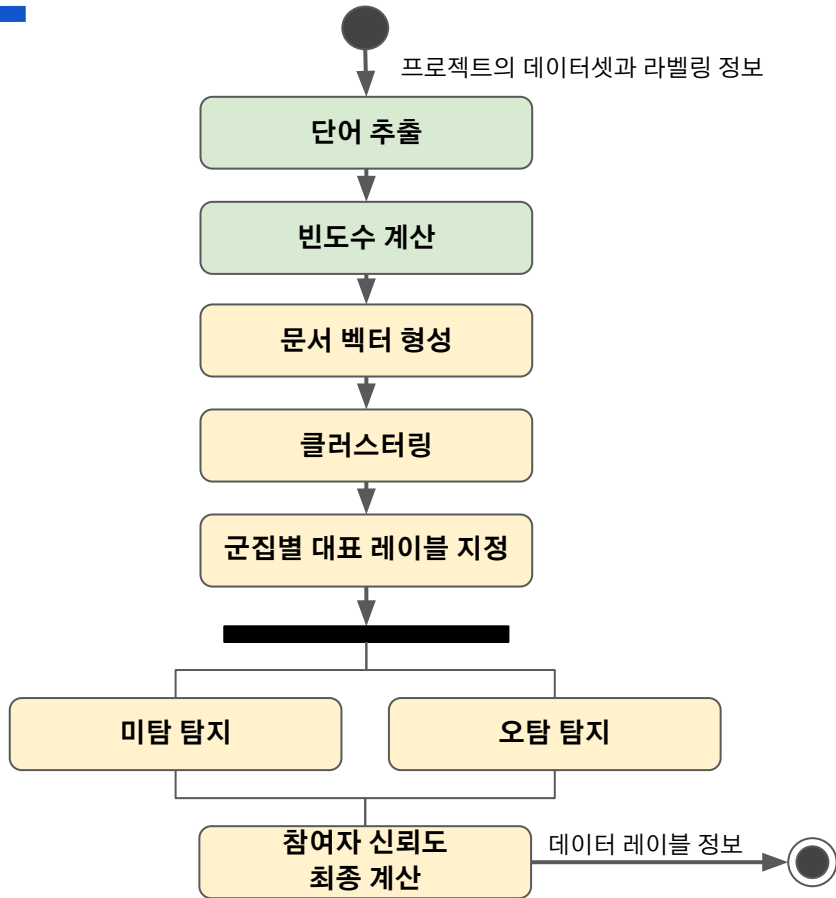 프로젝트의 데이터셋과 라벨링 정보
단어 추출
빈도수 계산
문서 벡터 형성
클러스터링
군집별 대표 레이블 지정
미탐 탐지
오탐 탐지
참여자 신뢰도
최종 계산
데이터 레이블 정보